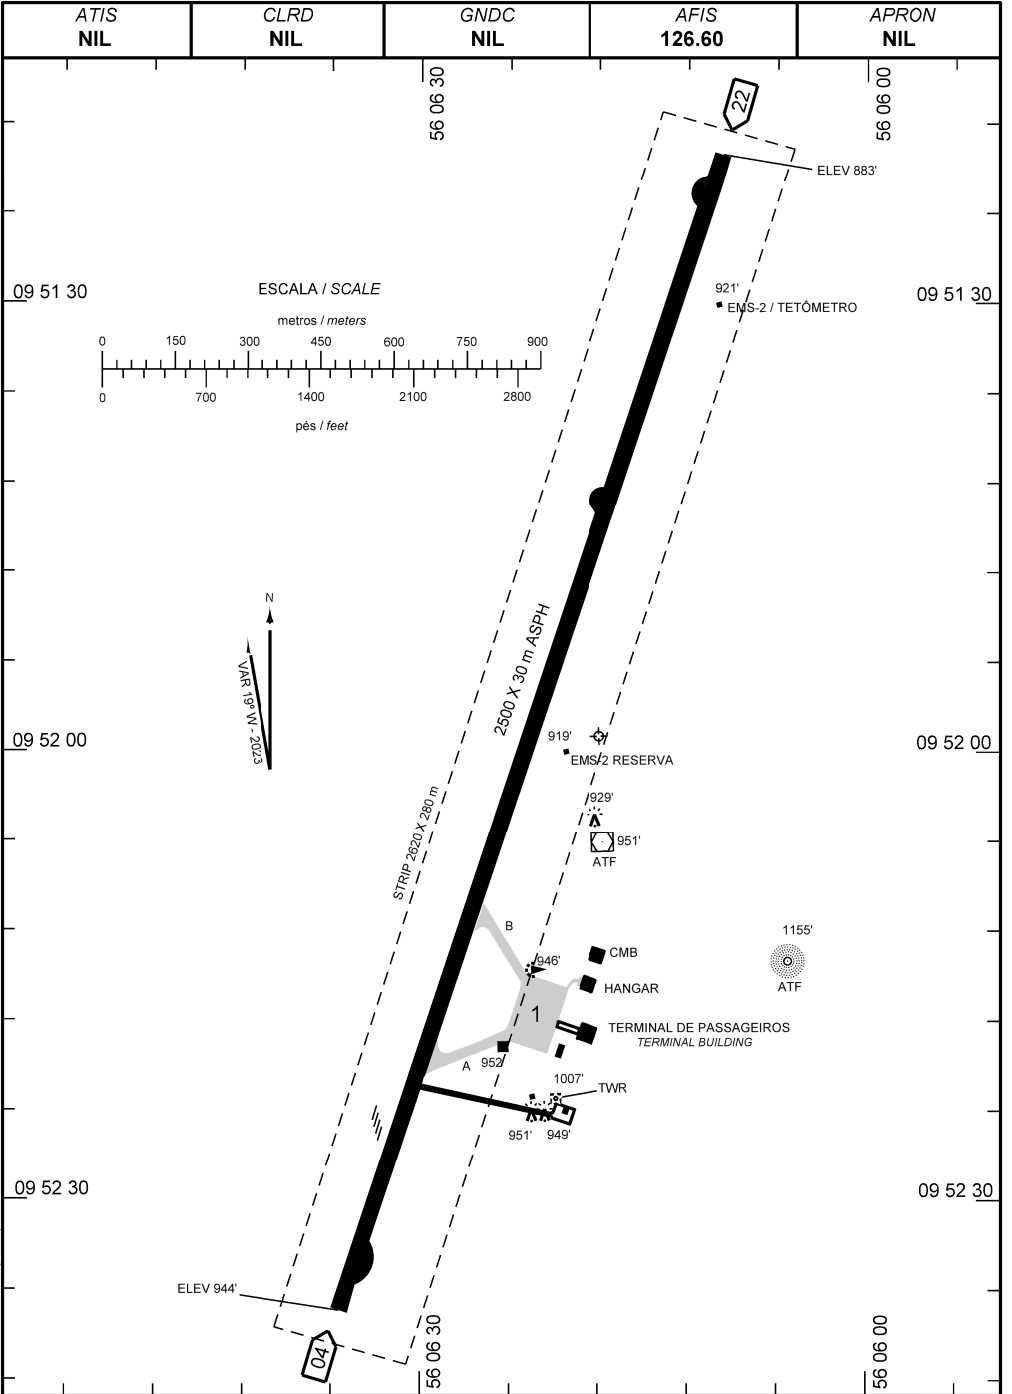 ATIS
NIL
CLRD
NIL
GNDC
NIL
AFIS
126.60
APRON
NIL
56 06 30
56 06 00
22
ELEV 883'
09 51 30
09 51 30
ESCALA / SCALE
metros / meters
0 150 300 450 600 750 900
0 700 1400 2100 2800
pés / feet
921'
EMS-2 / TETÔMETRO
N
VAR 19° W - 2023
2500 X 30 m ASPH
09 52 00
09 52 00
919'
EMS-2 RESERVA
STRIP 2620 X 280 m
929'
951'
ATF
B
946'
CMB
HANGAR
1155'
ATF
1
TERMINAL DE PASSAGEIROS
TERMINAL BUILDING
A
952'
1007'
TWR
951'
949'
09 52 30
09 52 30
ELEV 944'
04
56 06 30
56 06 00